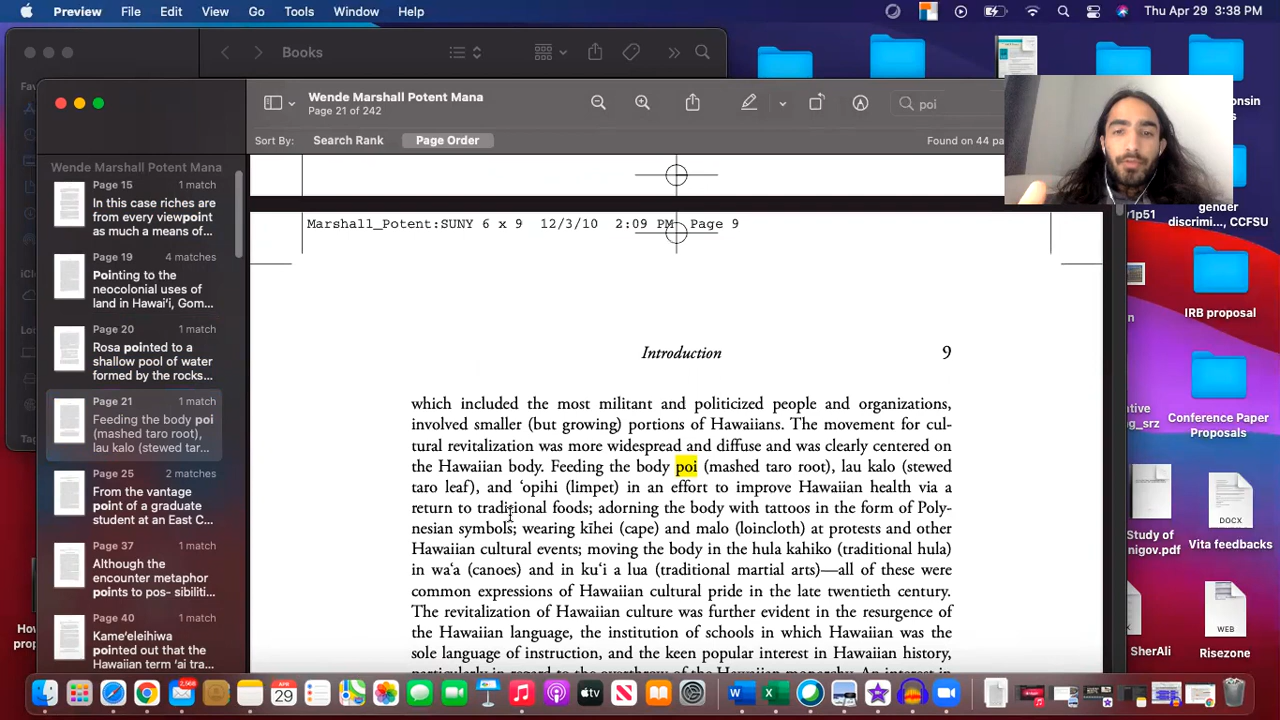 Preview File Edit View Go Tools Window Help
Thu Apr 29 3:38 PM
Books
Wende Marshall Potent Mana
Page 21 of 242
poi
Sort By: Search Rank Page Order
Found on 44 pa
Wende Marshall Potent Mana
Page 15 1 match
In this case riches are
from every viewpoint
as much a means of...
Page 19 4 matches
Pointing to the
neocolonial uses of
land in Hawai'i, Gom...
Page 20 1 match
Rosa pointed to a
shallow pool of water
formed by the rocks...
Page 21 1 match
Feeding the body poi
(mashed taro root),
lau kalo (stewed tar...
Page 25 2 matches
From the vantage
point of a graduate
student at an East C...
Page 37 1 match
Although the
encounter metaphor
points to pos- sibiliti...
Page 40 1 match
Kame'eleihiwa
pointed out that the
Hawaiian term 'ai tra...
Marshall_Potent:SUNY 6 x 9 12/3/10 2:09 PM Page 9
Introduction 9
which included the most militant and politicized people and organizations,
involved smaller (but growing) portions of Hawaiians. The movement for cul-
tural revitalization was more widespread and diffuse and was clearly centered on
the Hawaiian body. Feeding the body poi (mashed taro root), lau kalo (stewed
taro leaf), and ‘opihi (limpet) in an effort to improve Hawaiian health via a
return to traditional foods; adorning the body with tattoos in the form of Poly-
nesian symbols; wearing kīhei (cape) and malo (loincloth) at protests and other
Hawaiian cultural events; moving the body in the hula kahiko (traditional hula)
in wa‘a (canoes) and in ku‘i a lua (traditional martial arts)—all of these were
common expressions of Hawaiian cultural pride in the late twentieth century.
The revitalization of Hawaiian culture was further evident in the resurgence of
the Hawaiian language, the institution of schools in which Hawaiian was the
sole language of instruction, and the keen popular interest in Hawaiian history,
gender
discrimi..., CCFSU
IRB proposal
Conference Paper
Proposals
DOCX
Vita feedbacks
WEB
Risezone
SherAli
Study of
nigov.pdf
1p51
ng_srz
2,568
APR
29